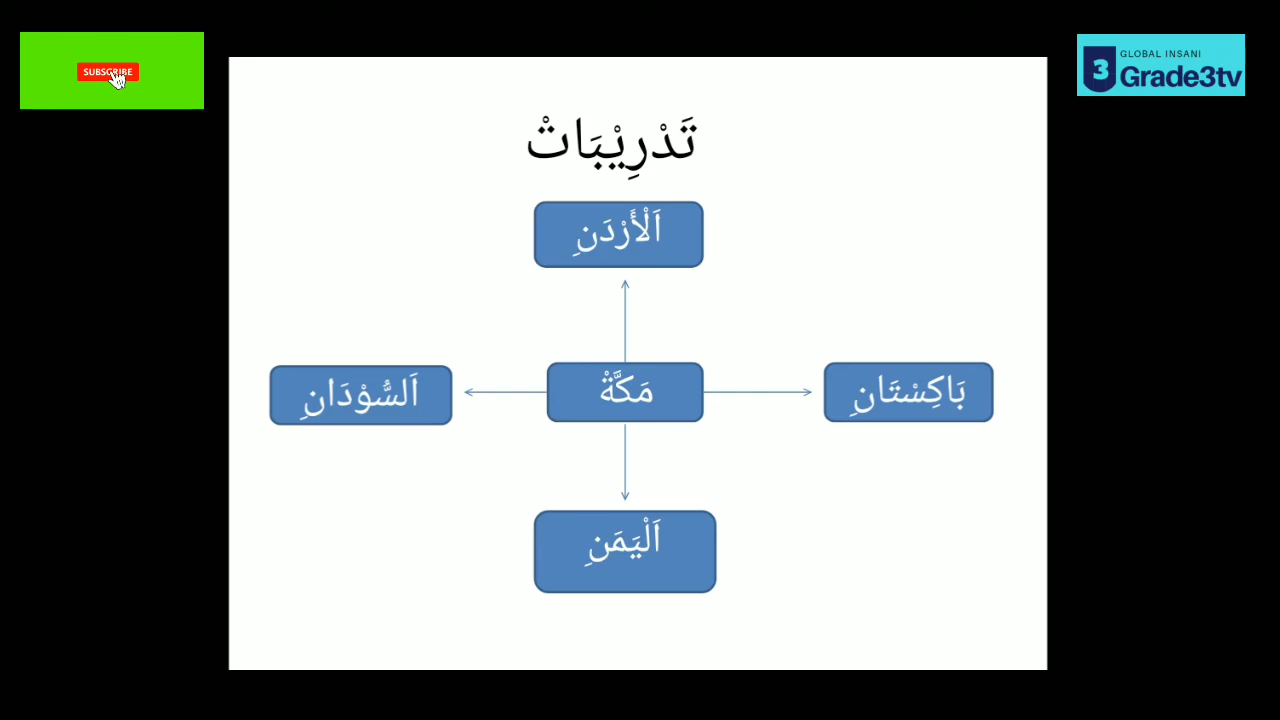 SUBSCRIBE
GLOBAL INSANI
3 Grade3tv
تَدْرِيْبَاتْ
اَلْأَرْدَنِ
اَلسُّوْدَانِ
مَكَّةْ
بَاكِسْتَانِ
اَلْيَمَنِ